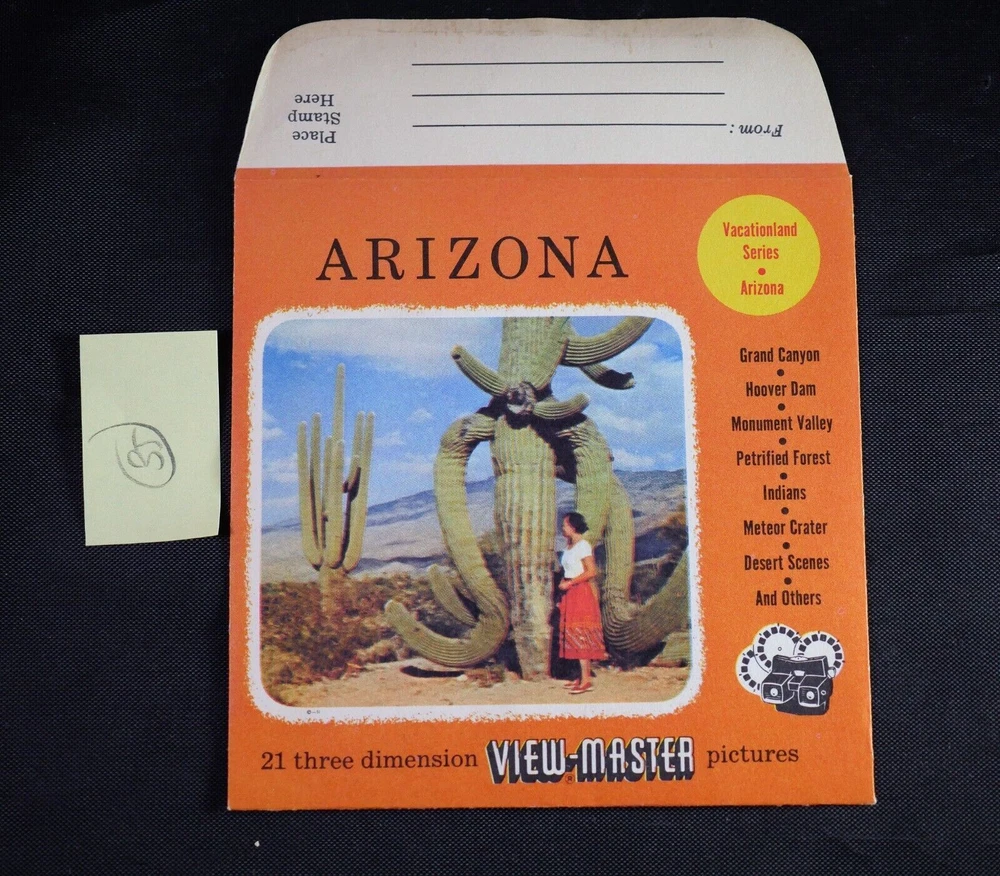 From:
Place
Stamp
Here
ARIZONA
Vacationland
Series
• Arizona
Grand Canyon
•
Hoover Dam
•
Monument Valley
•
Petrified Forest
•
Indians
•
Meteor Crater
•
Desert Scenes
•
And Others
21 three dimension VIEW-MASTER ® pictures